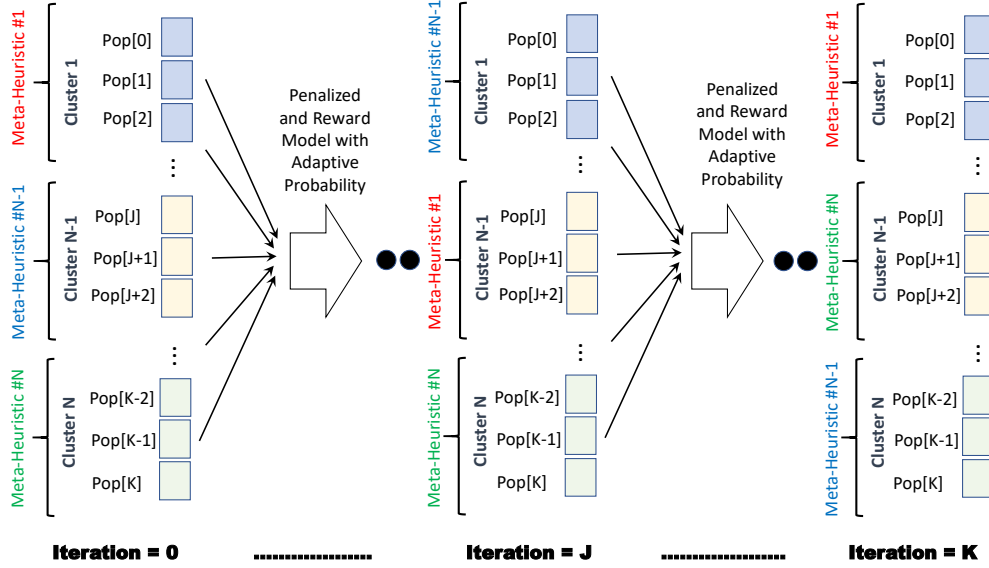 Meta-Heuristic #1
Cluster 1
Pop[0]
Pop[1]
Pop[2]
...
Meta-Heuristic #N-1
Cluster N-1
Pop[J]
Pop[J+1]
Pop[J+2]
...
Meta-Heuristic #N
Cluster N
Pop[K-2]
Pop[K-1]
Pop[K]
Iteration = 0
Penalized
and Reward
Model with
Adaptive
Probability
Meta-Heuristic #N-1
Cluster 1
Pop[0]
Pop[1]
Pop[2]
...
Meta-Heuristic #1
Cluster N-1
Pop[J]
Pop[J+1]
Pop[J+2]
...
Meta-Heuristic #N
Cluster N
Pop[K-2]
Pop[K-1]
Pop[K]
Iteration = J
Penalized
and Reward
Model with
Adaptive
Probability
Meta-Heuristic #1
Cluster 1
Pop[0]
Pop[1]
Pop[2]
...
Meta-Heuristic #N
Cluster N-1
Pop[J]
Pop[J+1]
Pop[J+2]
...
Meta-Heuristic #N-1
Cluster N
Pop[K-2]
Pop[K-1]
Pop[K]
Iteration = K